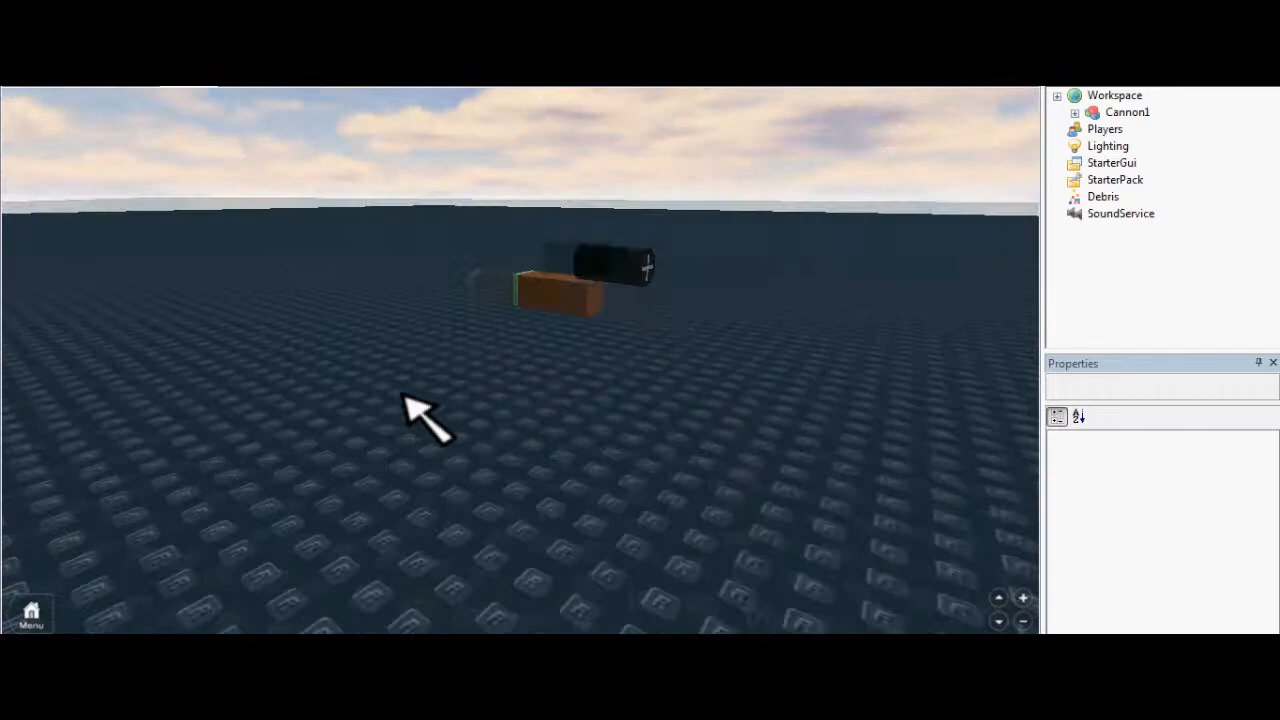 Workspace
Cannon1
Players
Lighting
StarterGui
StarterPack
Debris
SoundService
Properties
Menu